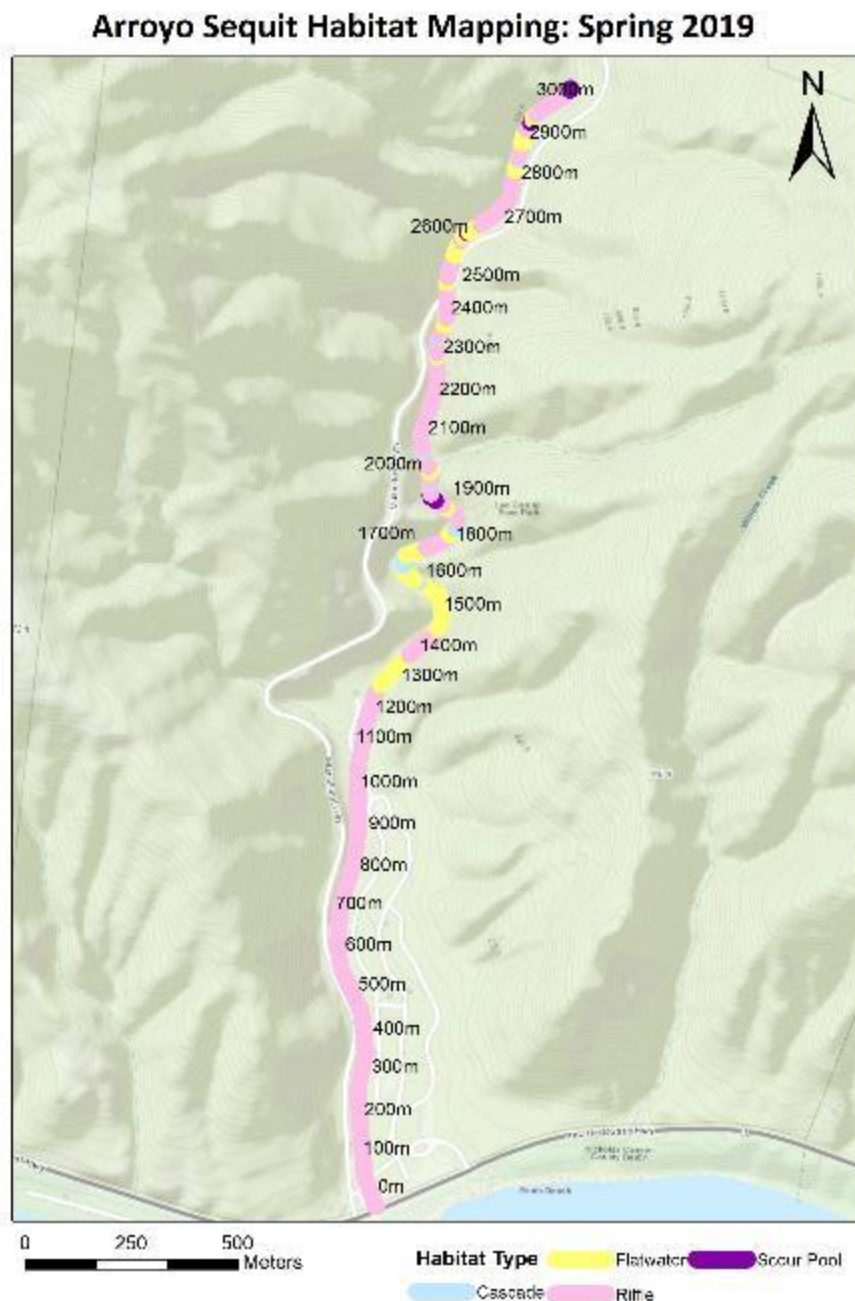 Arroyo Sequit Habitat Mapping: Spring 2019
N
3000m
2900m
2800m
2700m
2600m
2500m
2400m
2300m
2200m
2100m
2000m
1900m
1700m
1800m
1600m
1500m
1400m
1300m
1200m
1100m
1000m
900m
800m
700m
600m
500m
400m
300m
200m
100m
0m
0 250 500
Meters
Habitat Type
Flatwater
Scour Pool
Cascade
Riffle